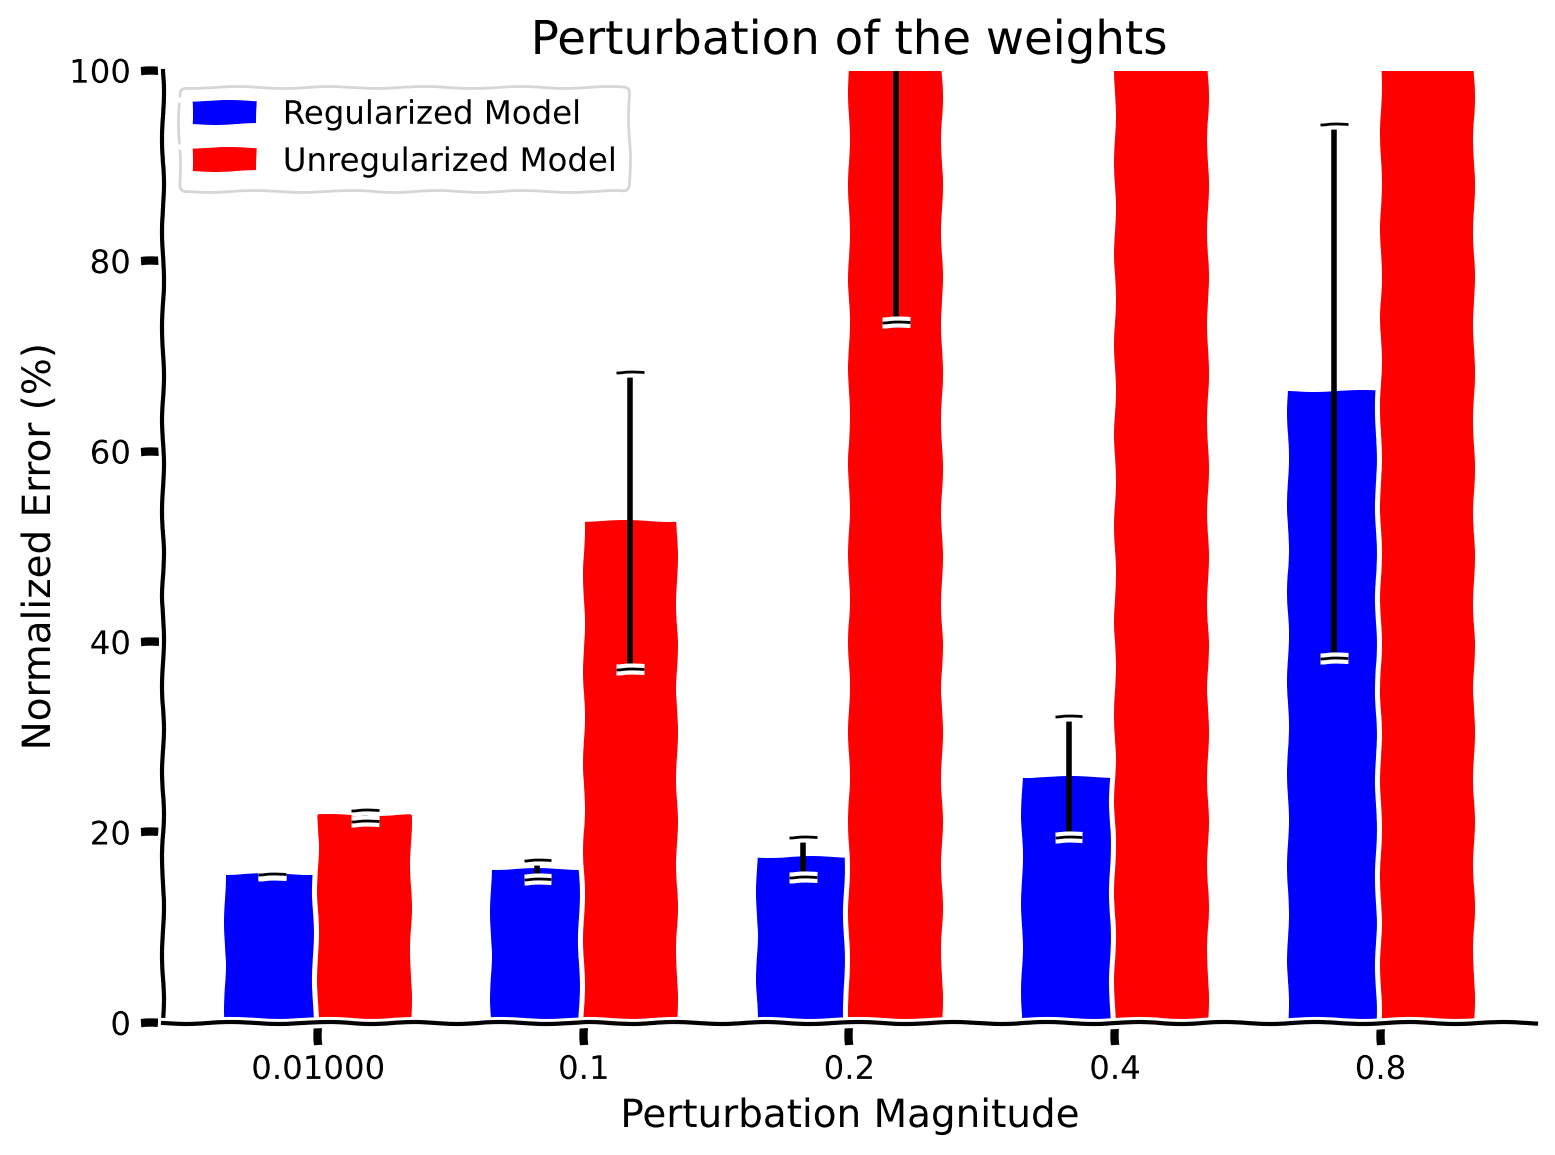 Perturbation of the weights
Regularized Model
Unregularized Model
Normalized Error (%)
100
80
60
40
20
0
0.01000 0.1 0.2 0.4 0.8
Perturbation Magnitude